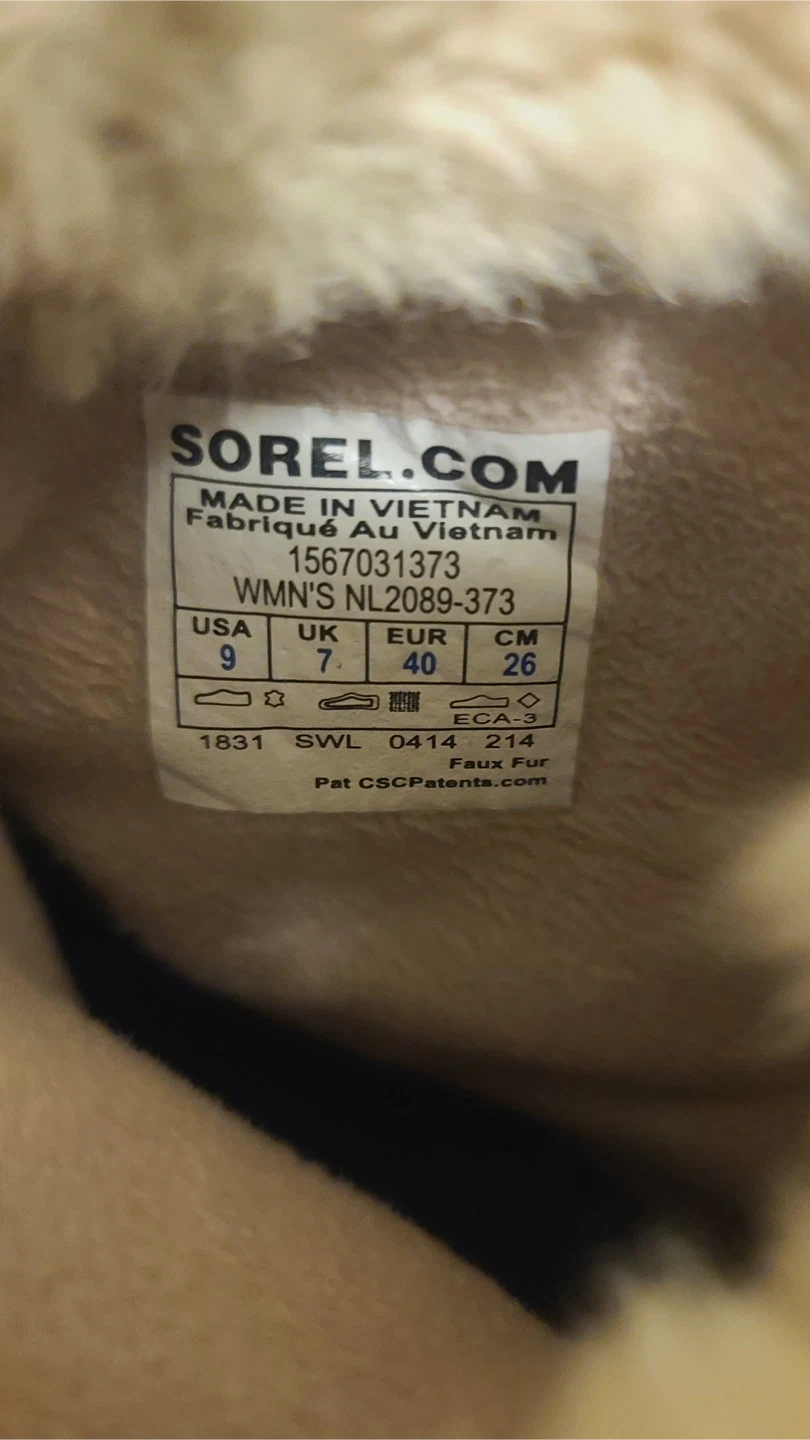 SOREL.COM
MADE IN VIETNAM
Fabriqué Au Vietnam
1567031373
WMN'S NL2089-373
USA UK EUR CM
9 7 40 26
ECA-3
1831 SWL 0414 214
Faux Fur
Pat CSCPatents.com